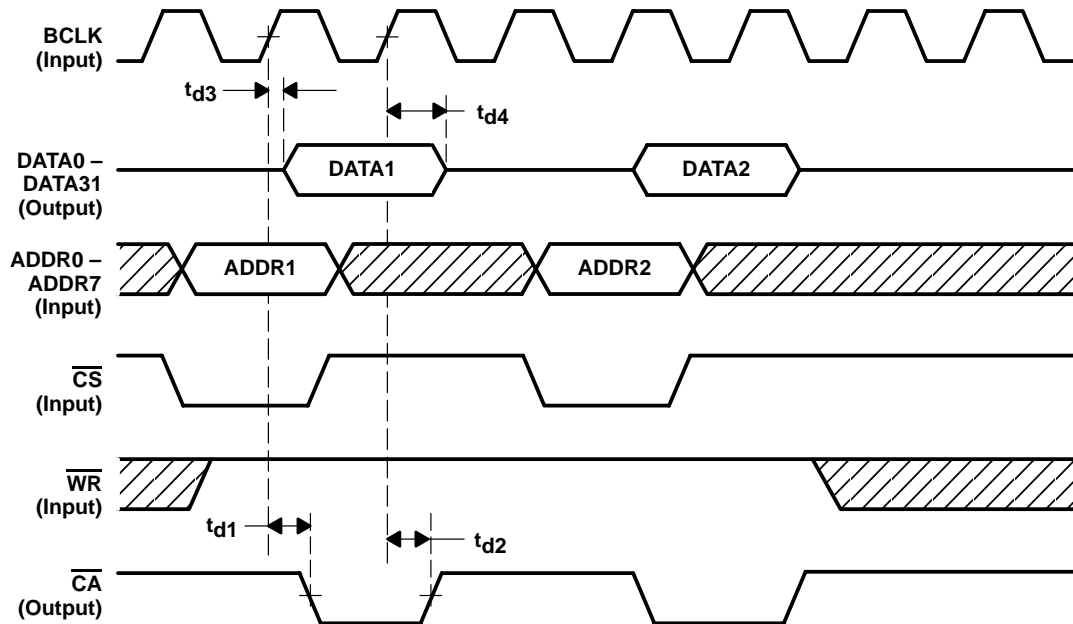 BCLK
(Input)
td3
td4
DATA0 –
DATA31
(Output)
DATA1
DATA2
ADDR0 –
ADDR7
(Input)
ADDR1
ADDR2
CS
(Input)
WR
(Input)
td1
td2
CA
(Output)